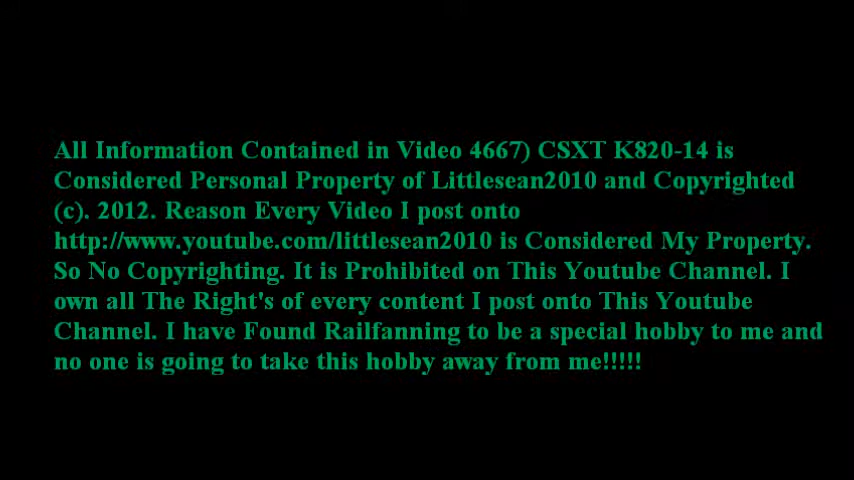 All Information Contained in Video 4667) CSXT K820-14 is
Considered Personal Property of Littlesean2010 and Copyrighted
(c). 2012. Reason Every Video I post onto
http://www.youtube.com/littlesean2010 is Considered My Property.
So No Copyrighting. It is Prohibited on This Youtube Channel. I
own all The Right's of every content I post onto This Youtube
Channel. I have Found Railfanning to be a special hobby to me and
no one is going to take this hobby away from me!!!!!